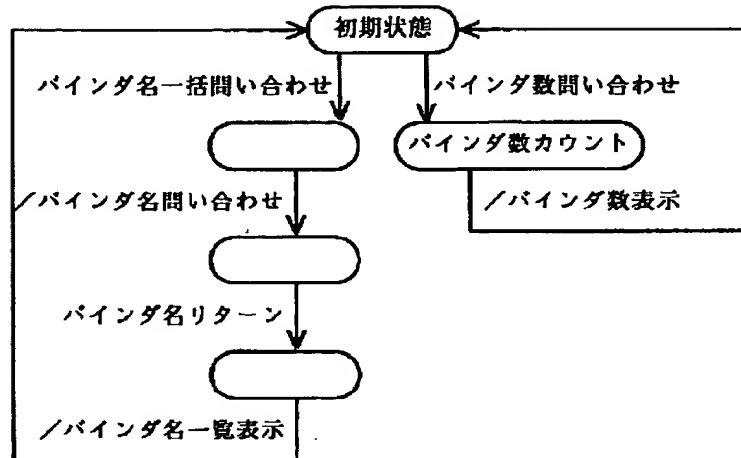 初期状態
バインダ名一括問い合わせ
バインダ数問い合わせ
バインダ数カウント
／バインダ名問い合わせ
／バインダ数表示
バインダ名リターン
／バインダ名一覧表示